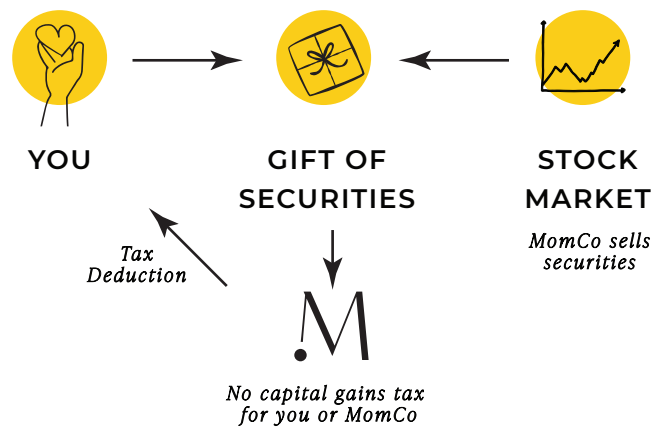 YOU
GIFT OF
SECURITIES
STOCK
MARKET
MomCo sells
securities
Tax
Deduction
.M
No capital gains tax
for you or MomCo